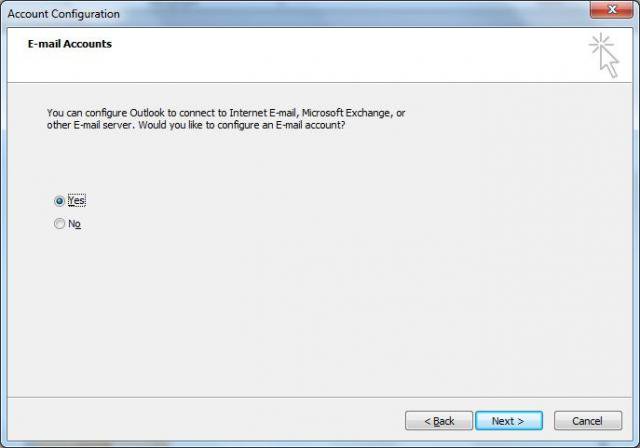 Account Configuration
E-mail Accounts
You can configure Outlook to connect to Internet E-mail, Microsoft Exchange, or
other E-mail server. Would you like to configure an E-mail account?
Yes
No
< Back
Next >
Cancel